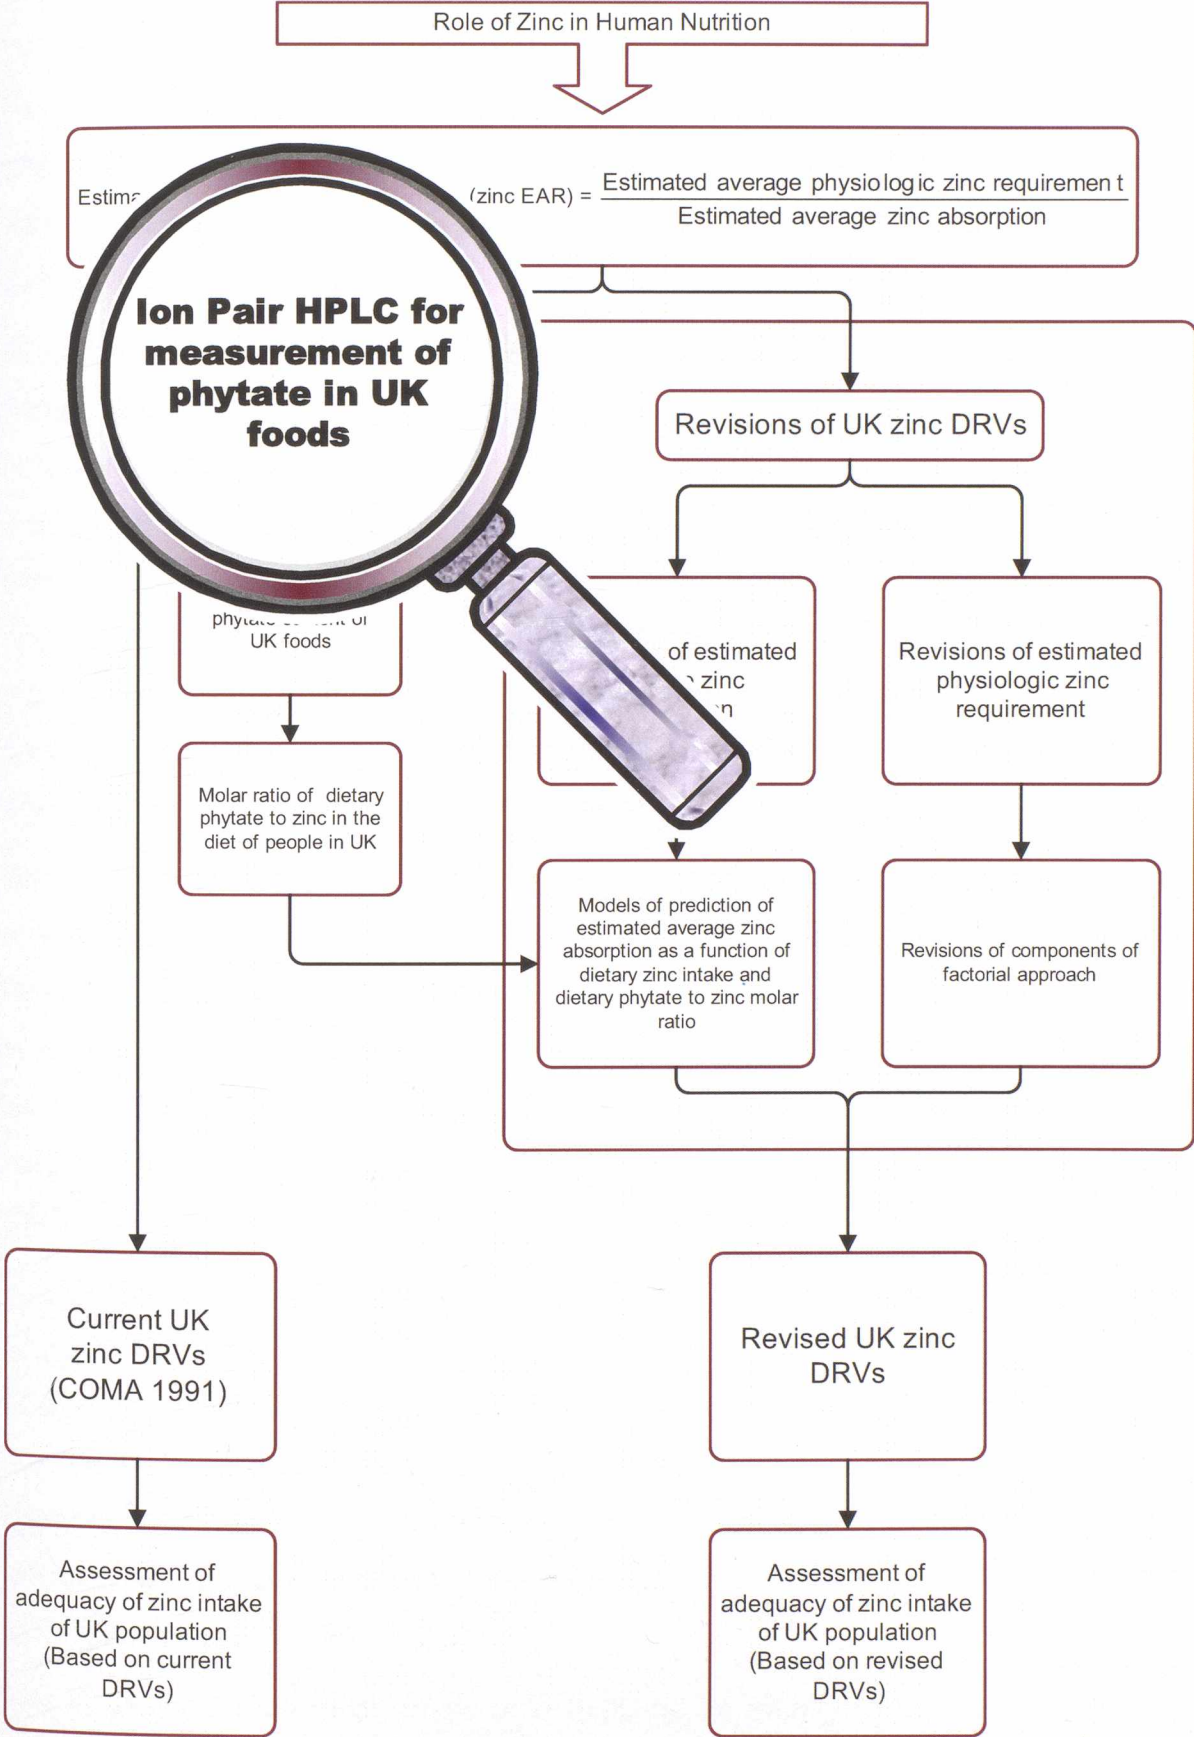 Role of Zinc in Human Nutrition
(zinc EAR) = Estimated average physiologic zinc requirement
Estimated average zinc absorption
Ion Pair HPLC for
measurement of
phytate in UK
foods
Revisions of UK zinc DRVs
of
UK foods
of estimated
zinc
Revisions of estimated
physiologic zinc
requirement
Molar ratio of dietary
phytate to zinc in the
diet of people in UK
Models of prediction of
estimated average zinc
absorption as a function of
dietary zinc intake and
dietary phytate to zinc molar
ratio
Revisions of components of
factorial approach
Current UK
zinc DRVs
(COMA 1991)
Revised UK zinc
DRVs
Assessment of
adequacy of zinc intake
of UK population
(Based on current
DRVs)
Assessment of
adequacy of zinc intake
of UK population
(Based on revised
DRVs)